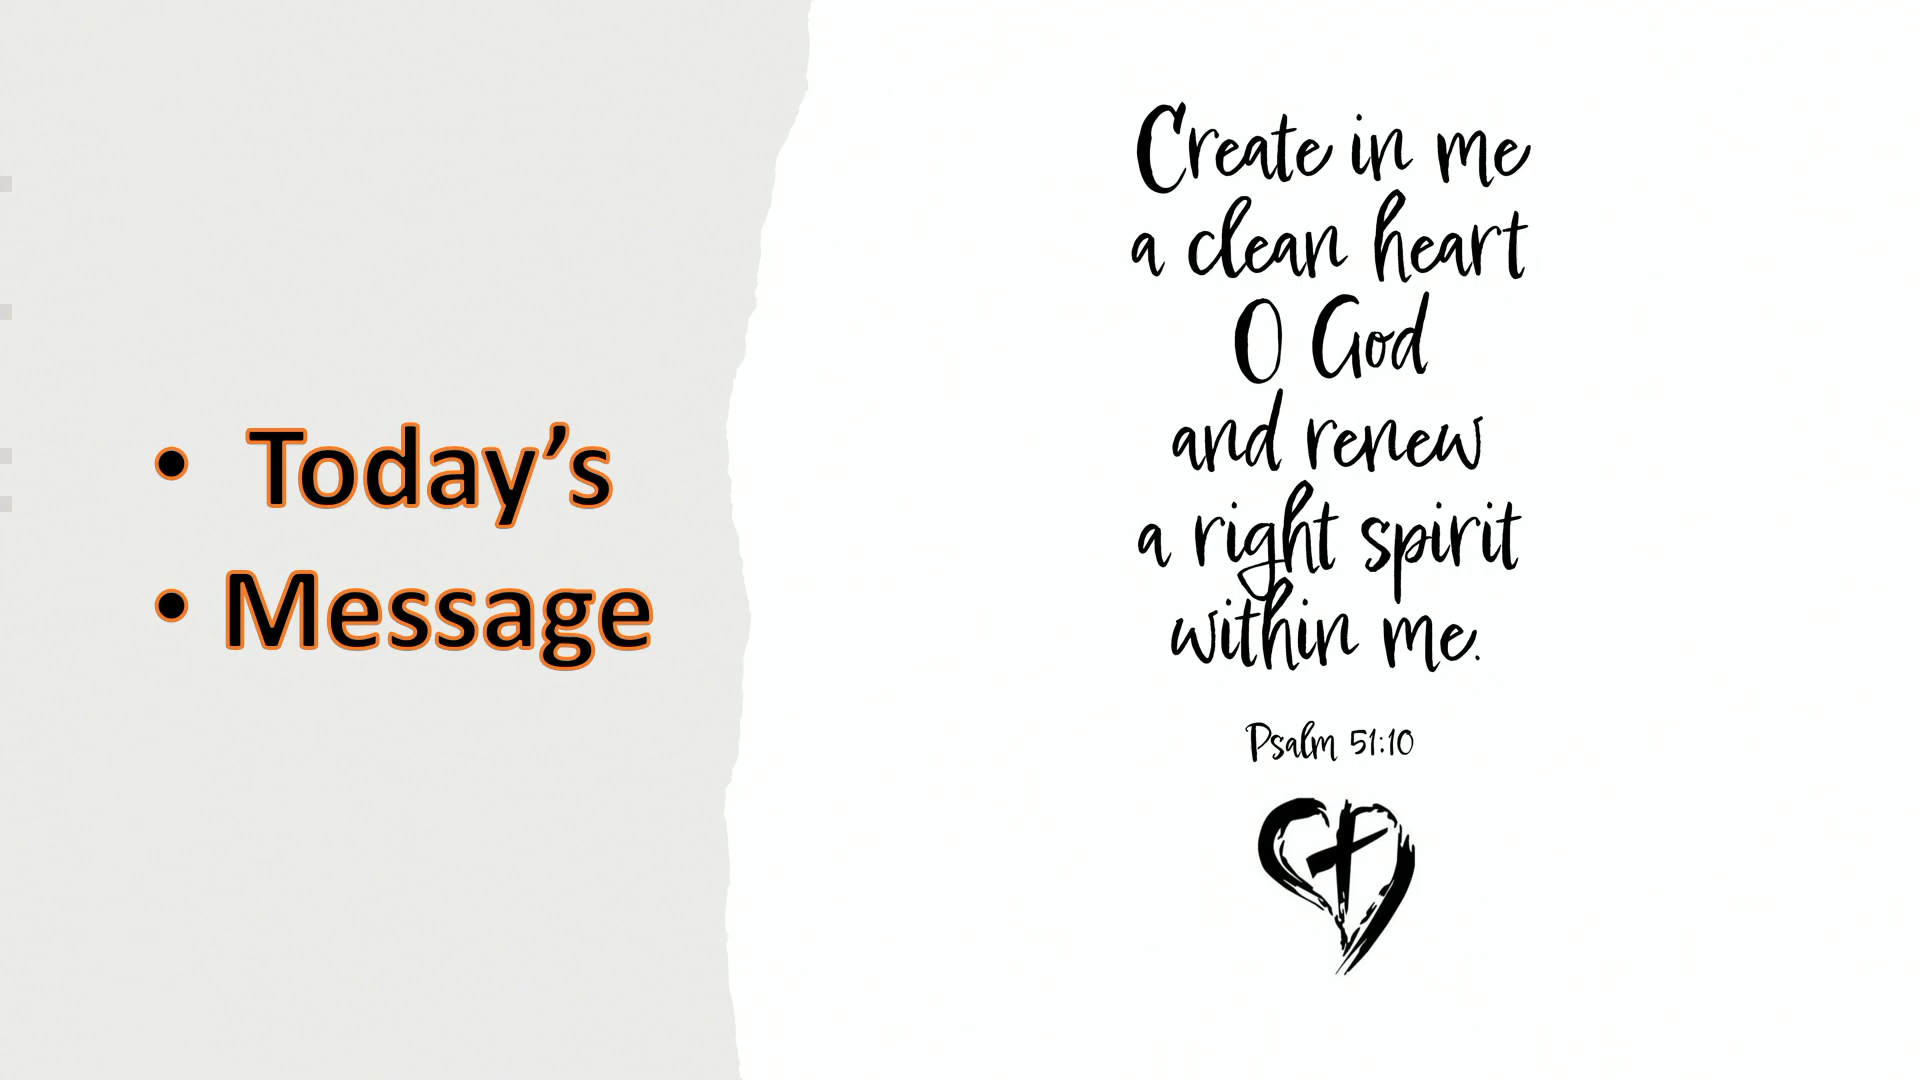 • Today’s
• Message
Create in me
a clean heart
O God
and renew
a right spirit
within me.
Psalm 51:10